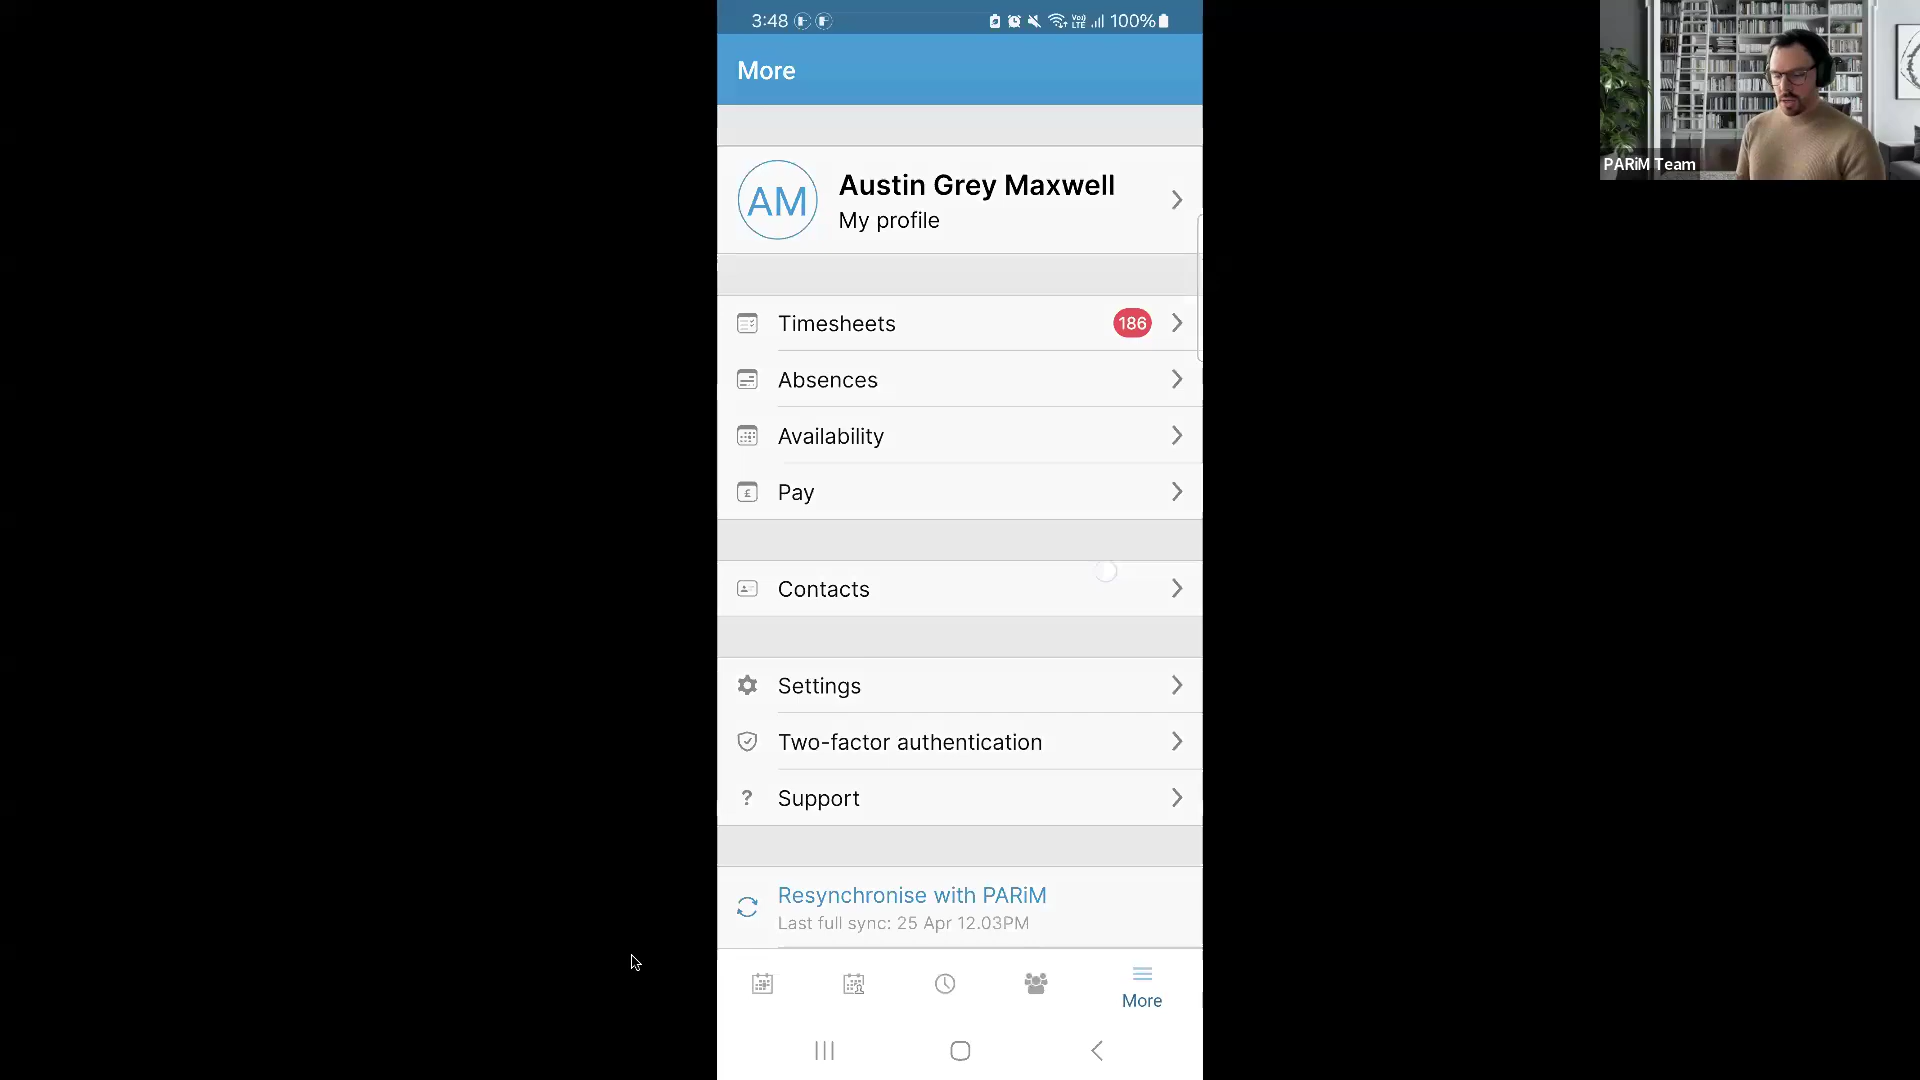 3:48
100%
More
AM
Austin Grey Maxwell
My profile
Timesheets
186
Absences
Availability
Pay
Contacts
Settings
Two-factor authentication
Support
Resynchronise with PARiM
Last full sync: 25 Apr 12.03PM
More
PARiM Team